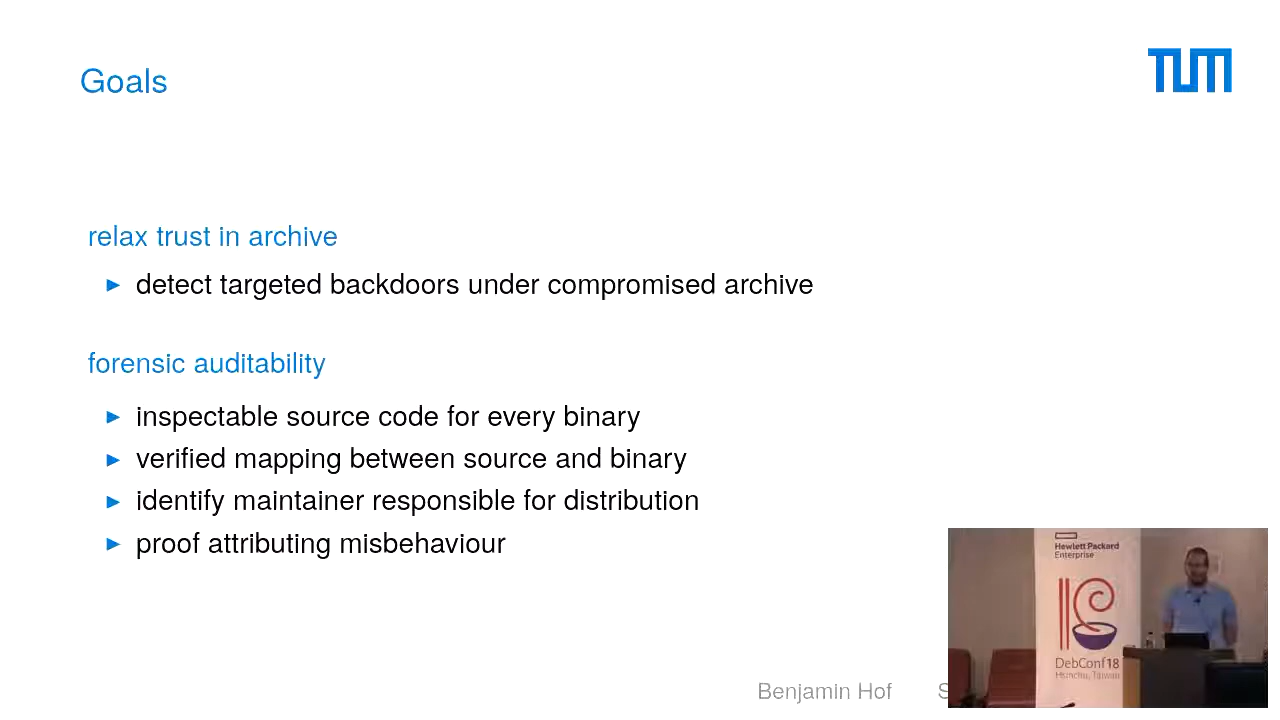 Goals
TUM
relax trust in archive
detect targeted backdoors under compromised archive
forensic auditability
inspectable source code for every binary
verified mapping between source and binary
identify maintainer responsible for distribution
proof attributing misbehaviour
Hewlett Packard
Enterprise
DebConf18
Hsinchu, Taiwan
Benjamin Hof S